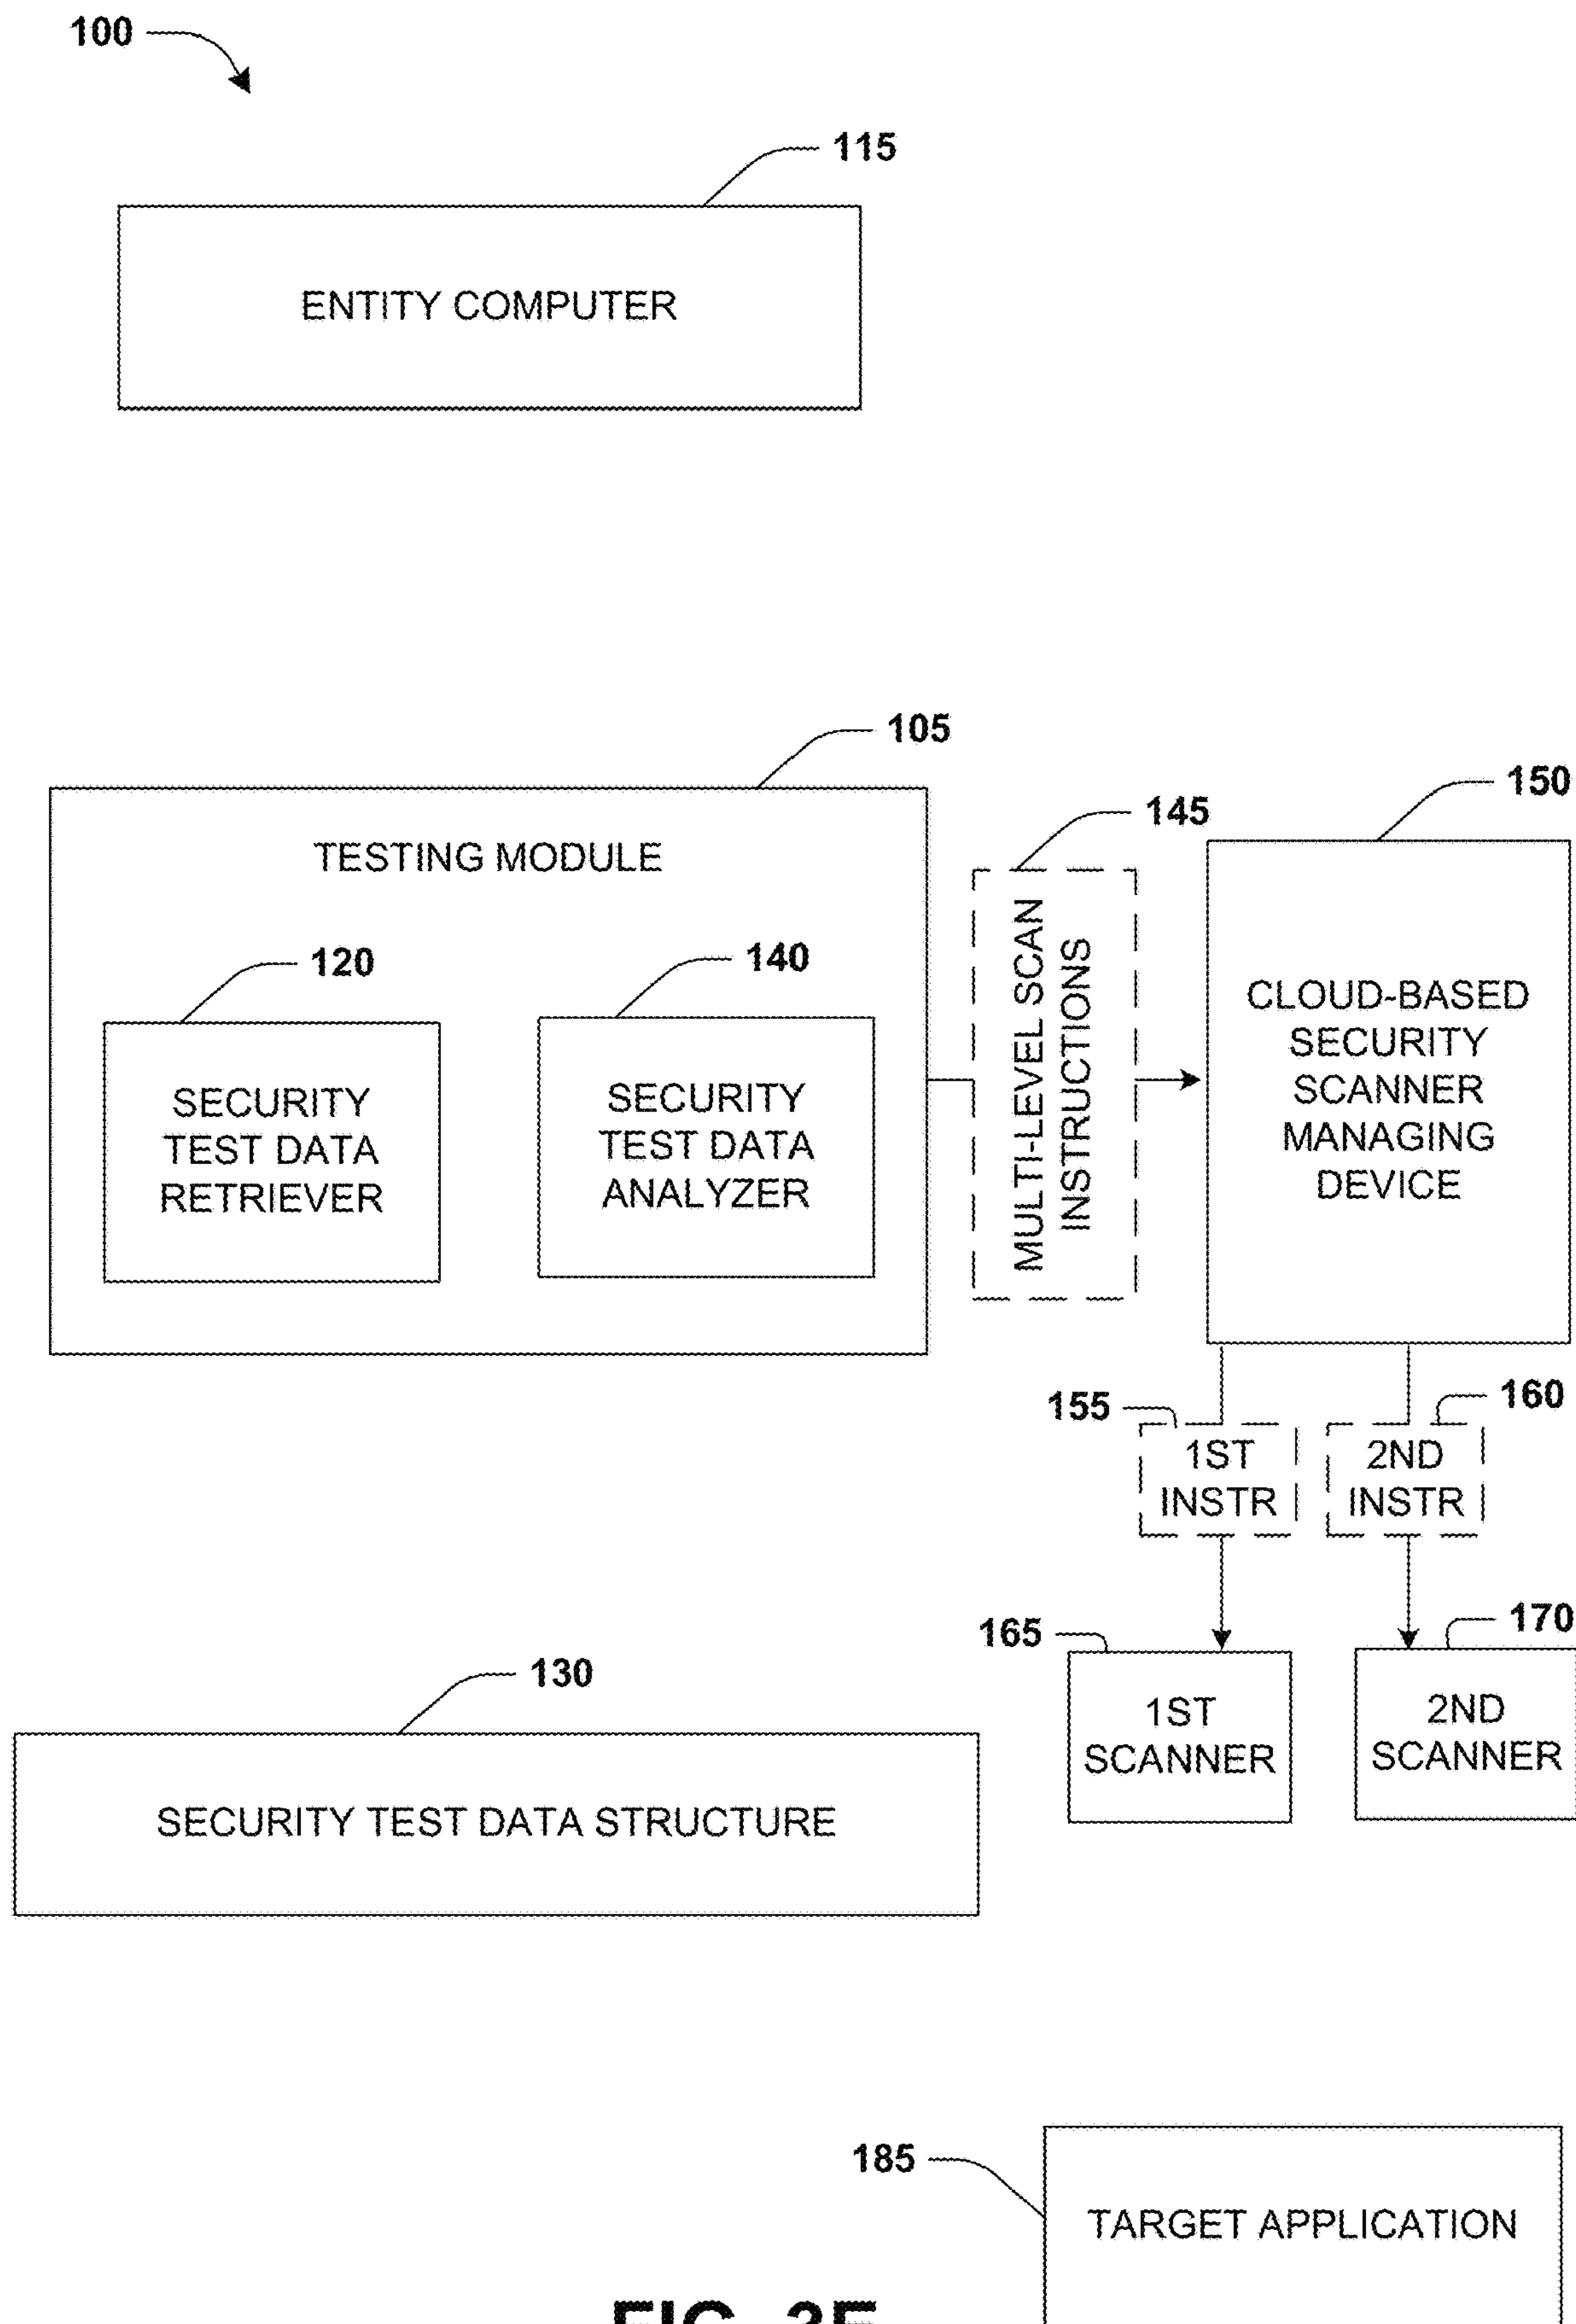 100
115
ENTITY COMPUTER
105
150
145
TESTING MODULE
120
140
MULTI-LEVEL SCAN
INSTRUCTIONS
CLOUD-BASED
SECURITY
SCANNER
MANAGING
DEVICE
SECURITY
TEST DATA
RETRIEVER
SECURITY
TEST DATA
ANALYZER
155
160
1ST
INSTR
2ND
INSTR
165
170
130
1ST
SCANNER
2ND
SCANNER
SECURITY TEST DATA STRUCTURE
185
TARGET APPLICATION
FIG.